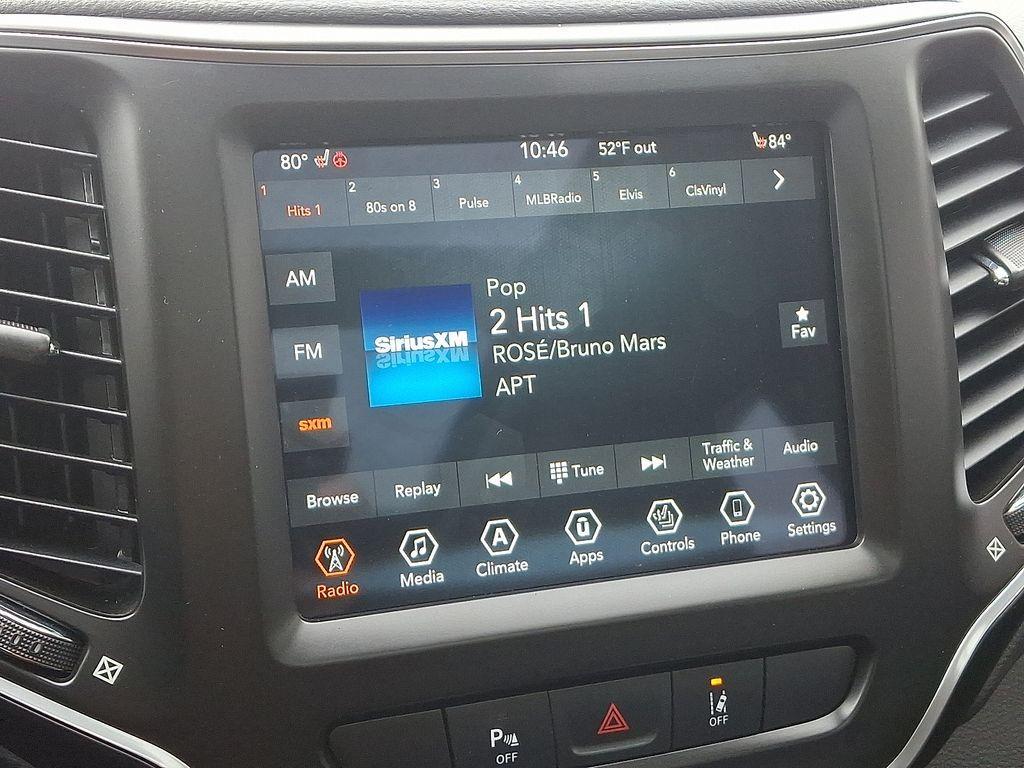 80° 10:46 52°F out 84°
1 Hits 1
2 80s on 8
3 Pulse
4 MLBRadio
5 Elvis
6 ClsVinyl
AM
FM
sxm
SiriusXM
Pop
2 Hits 1
ROSÉ/Bruno Mars
APT
Fav
Browse
Replay
Tune
Traffic &
Weather
Audio
Radio
Media
A
Climate
Apps
Controls
Phone
Settings
P
OFF
OFF